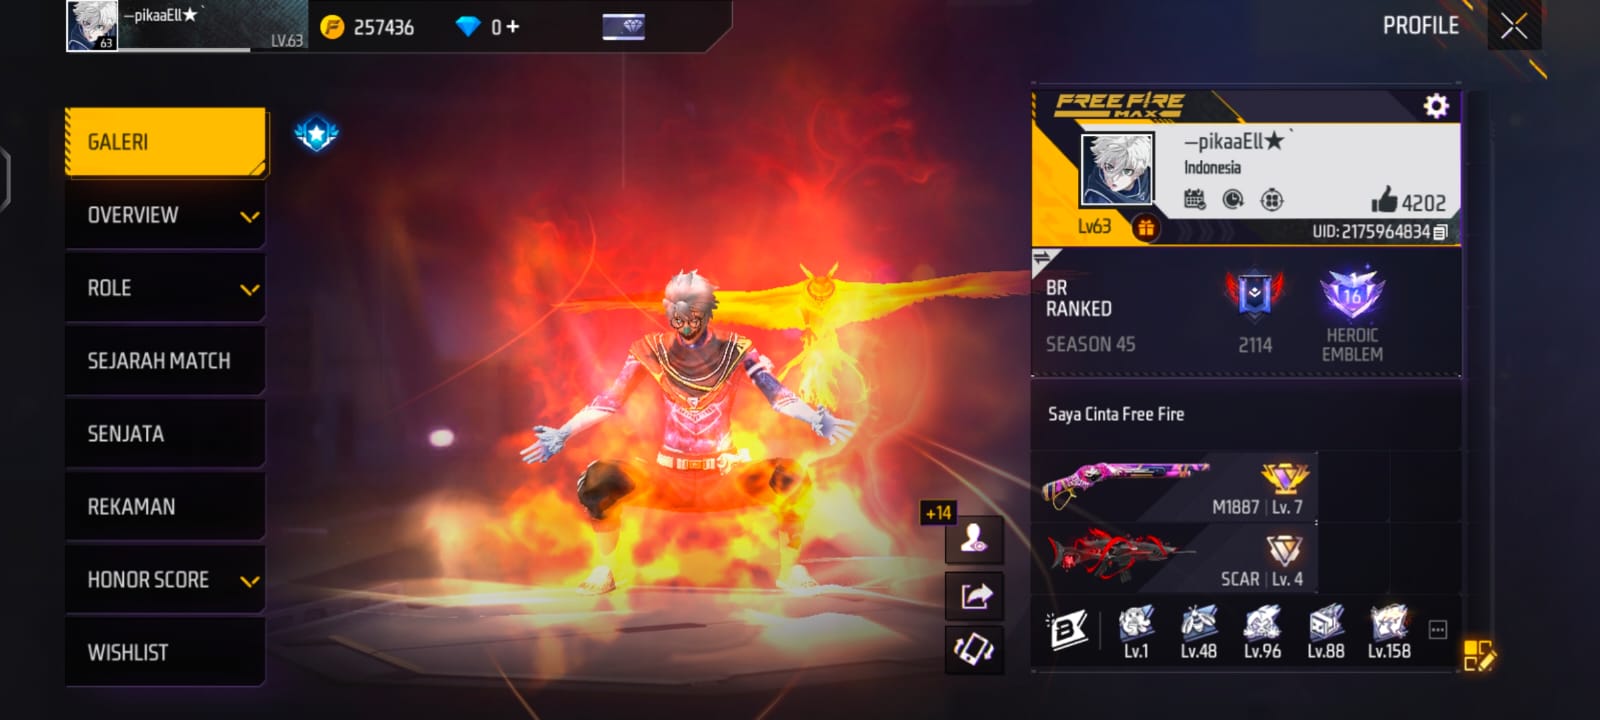 —pikaaEll★`
63
LV.63
257436
0+
PROFILE
GALERI
OVERVIEW
ROLE
SEJARAH MATCH
SENJATA
REKAMAN
HONOR SCORE
WISHLIST
+14
FREE FIRE
MAX
—pikaaEll★`
Indonesia
4202
Lv63
UID: 2175964834
BR
RANKED
SEASON 45
2114
16
HEROIC
EMBLEM
Saya Cinta Free Fire
M1887 | Lv. 7
SCAR | Lv. 4
B
Lv.1
Lv.48
Lv.96
Lv.88
Lv.158